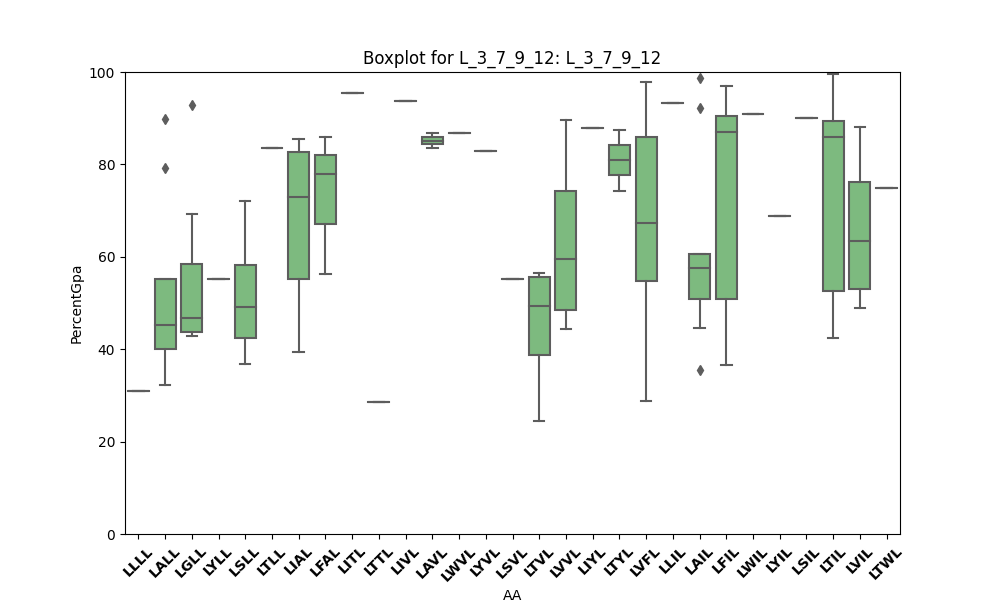 Boxplot for L_3_7_9_12: L_3_7_9_12
100
80
60
40
20
0
PercentGpa
LLLL LALL LGLL LYLL LSLL LTLL LIAL LFAL LITL LTTL LIVL LAVL LWVL LYVL LSVL LTVL LVVL LIYL LTYL LVFL LLIL LAIL LFIL LWIL LYIL LSIL LTIL LVIL LTWL
AA